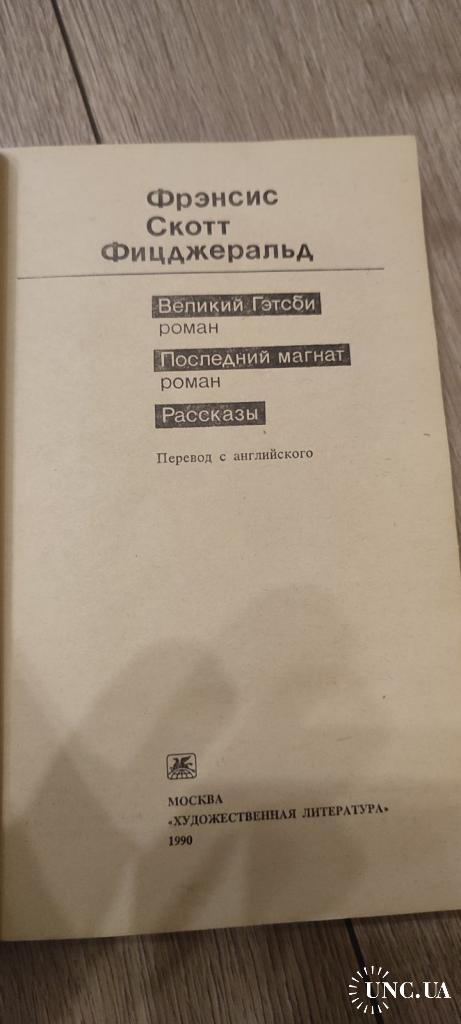 Фрэнсис
Скотт
Фицджеральд
Великий Гэтсби
роман
Последний магнат
роман
Рассказы
Перевод с английского
МОСКВА
«ХУДОЖЕСТВЕННАЯ ЛИТЕРАТУРА»
1990
UNC.UA